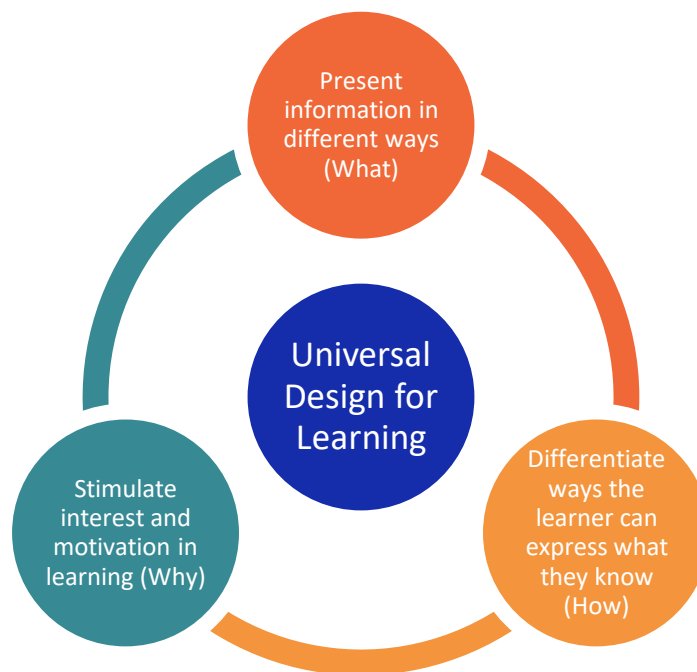 Present
information in
different ways
(What)
Universal
Design for
Learning
Differentiate
ways the
learner can
express what
they know
(How)
Stimulate
interest and
motivation in
learning (Why)